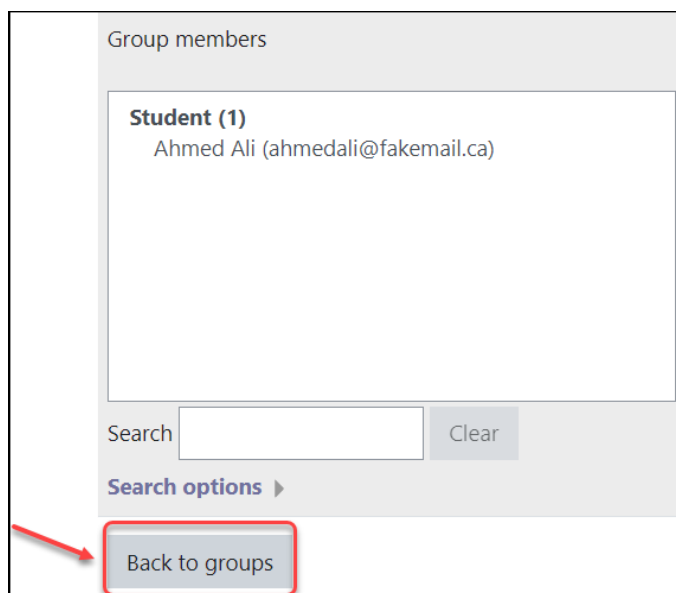 Group members
Student (1)
Ahmed Ali (ahmedali@fakemail.ca)
Search
Clear
Search options
Back to groups